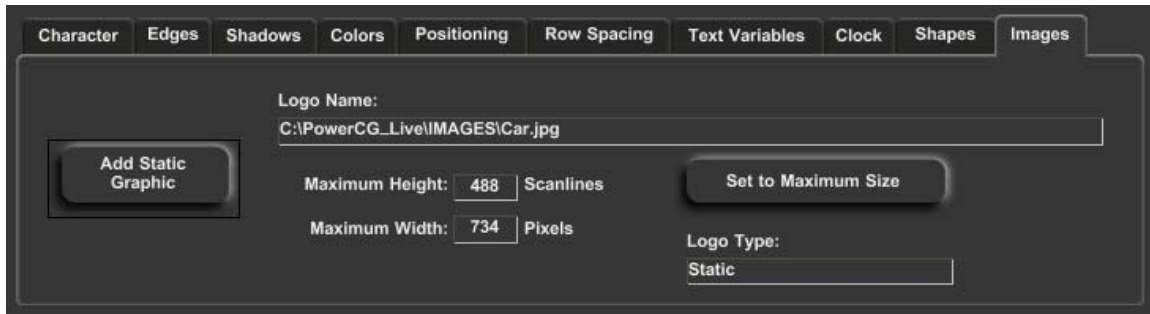 Character Edges Shadows Colors Positioning Row Spacing Text Variables Clock Shapes Images
Logo Name:
C:\PowerCG_Live\IMAGES\Car.jpg
Add Static
Graphic
Maximum Height: 488 Scanlines
Set to Maximum Size
Maximum Width: 734 Pixels
Logo Type:
Static